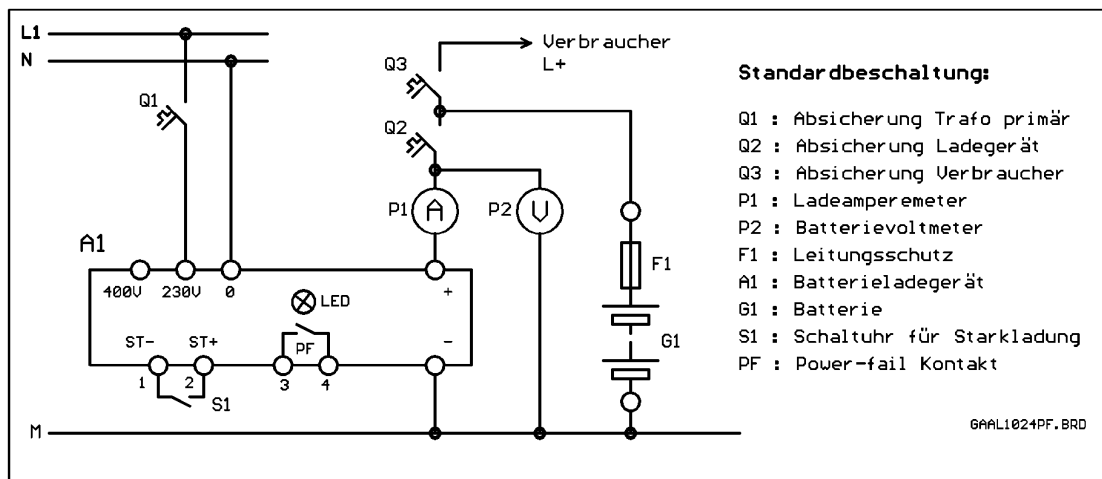 L1
N
Q1
Q3
Verbraucher
L+
Q2
P1
A
P2
V
A1
400V
230V
0
LED
+
F1
ST-
ST+
PF
-
G1
1
2
3
4
S1
M
Standardbeschaltung:
Q1 : Absicherung Trafo primär
Q2 : Absicherung Ladegerät
Q3 : Absicherung Verbraucher
P1 : Ladeamperemeter
P2 : Batterievoltmeter
F1 : Leitungsschutz
A1 : Batterieladegerät
G1 : Batterie
S1 : Schaltuhr für Starkladung
PF : Power-fail Kontakt
GAAL1024PF.BRD